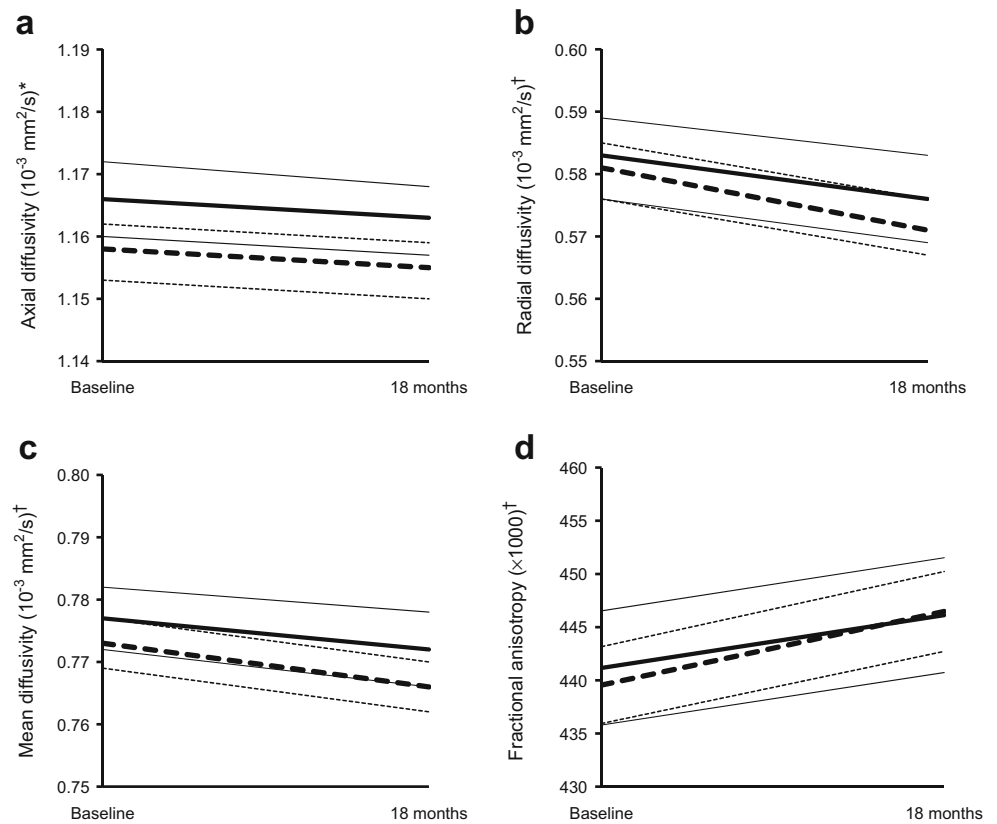 a
Axial diffusivity (10⁻³ mm²/s)*
1.19
1.18
1.17
1.16
1.15
1.14
Baseline
18 months
b
Radial diffusivity (10⁻³ mm²/s)†
0.60
0.59
0.58
0.57
0.56
0.55
Baseline
18 months
c
Mean diffusivity (10⁻³ mm²/s)†
0.80
0.79
0.78
0.77
0.76
0.75
Baseline
18 months
d
Fractional anisotropy (×1000)†
460
455
450
445
440
435
430
Baseline
18 months